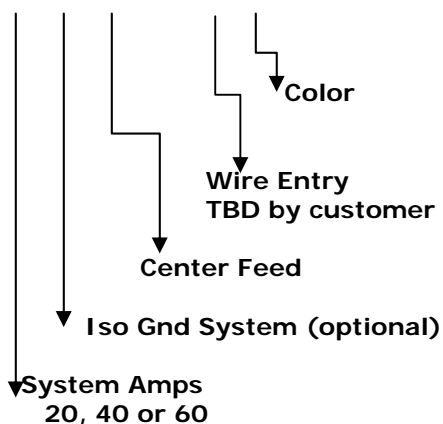 Color
Wire Entry
TBD by customer
Center Feed
Iso Gnd System (optional)
System Amps
20, 40 or 60